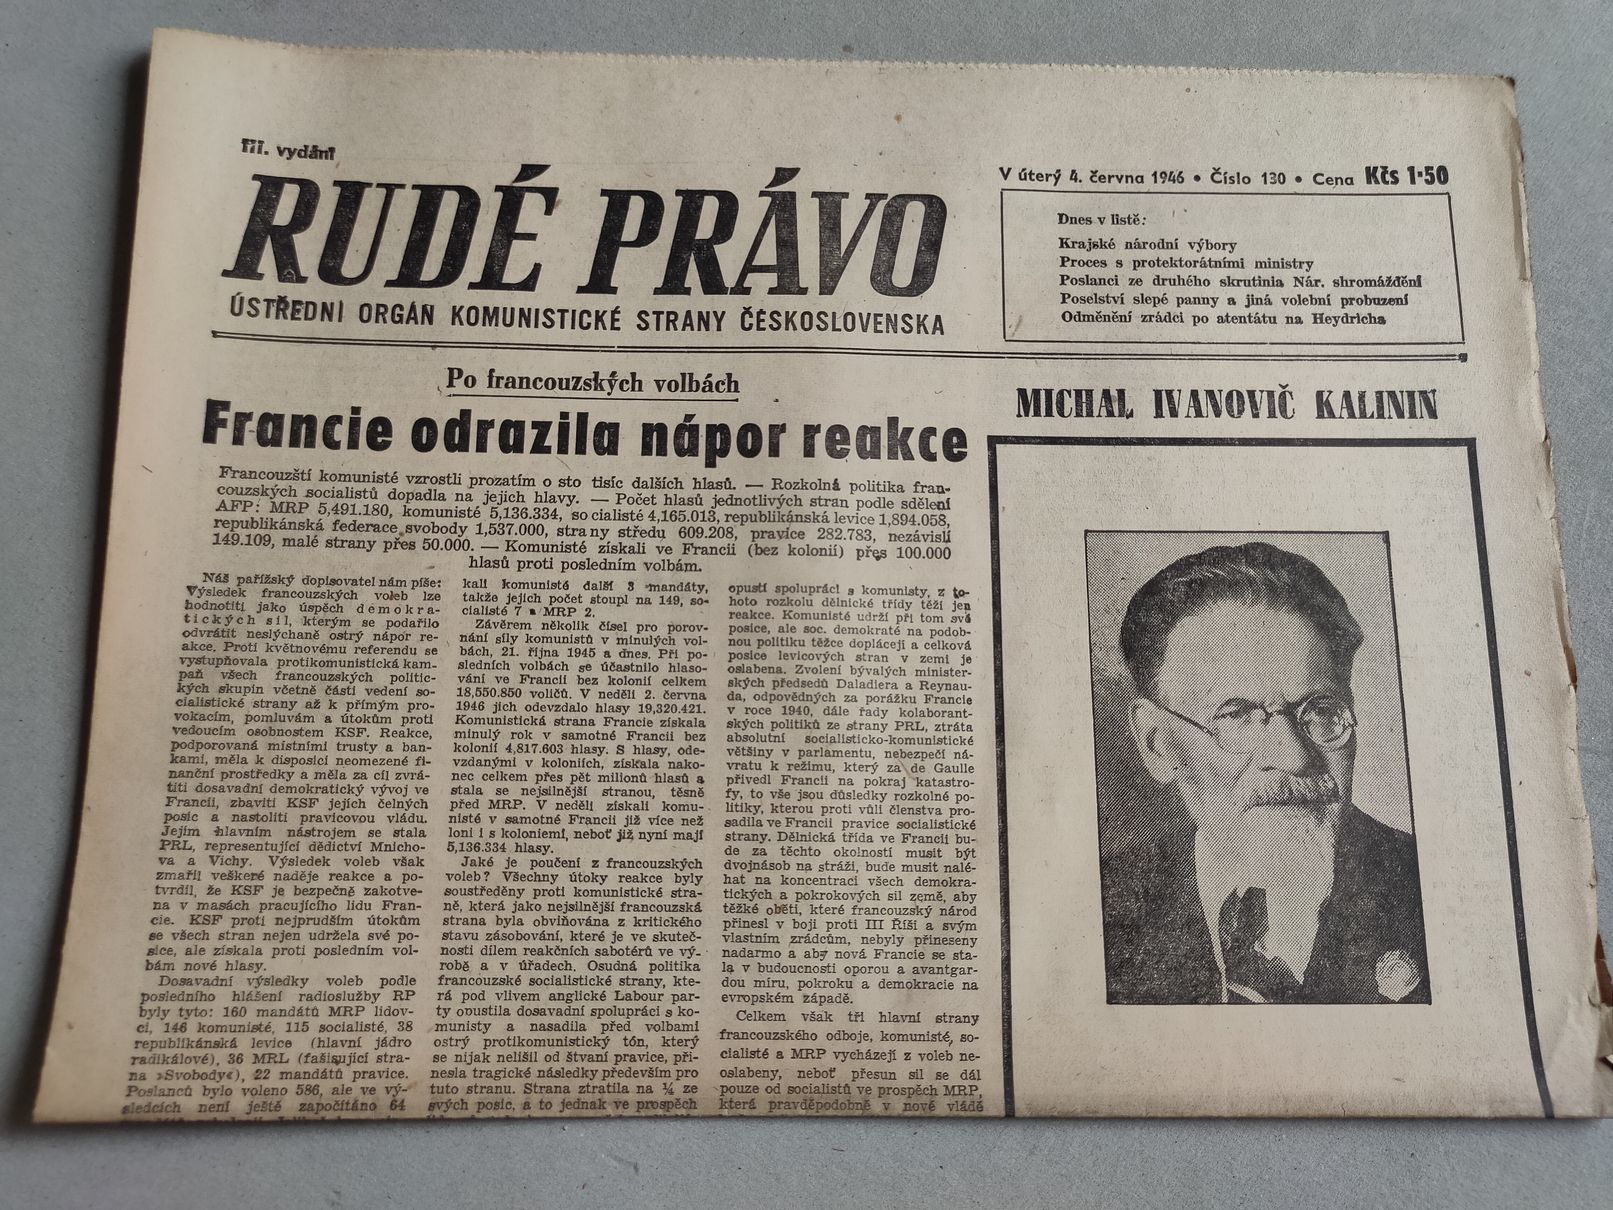 III. vydání
RUDÉ PRÁVO
ÚSTŘEDNÍ ORGÁN KOMUNISTICKÉ STRANY ČESKOSLOVENSKA
V úterý 4. června 1946 • Číslo 130 • Cena Kčs 1·50
Dnes v listě:
Krajské národní výbory
Proces s protektorátními ministry
Poslanci ze druhého skrutinia Nár. shromáždění
Poselství slepé panny a jiná volební probuzení
Odměnění zrádci po atentátu na Heydricha
Po francouzských volbách
Francie odrazila nápor reakce
Francouzští komunisté vzrostli prozatím o sto tisíc dalších hlasů. — Rozkolná politika fran-
couzských socialistů dopadla na jejich hlavy. — Počet hlasů jednotlivých stran podle sdělení
AFP: MRP 5,491.180, komunisté 5,136.334, so cialisté 4,165.013, republikánská levice 1,894.058,
republikánská federace svobody 1,537.000, strany středu 609.208, pravice 282.783, nezávislí
149.109, malé strany přes 50.000. — Komunisté získali ve Francii (bez kolonií) přes 100.000
hlasů proti posledním volbám.
Náš pařížský dopisovatel nám píše:
Výsledek francouzských voleb lze
hodnotiti jako úspěch demokra-
tických sil, kterým se podařilo
odvrátit neslýchaně ostrý nápor re-
akce. Proti květnovému referendu se
vystupňovala protikomunistická kam-
paň všech francouzských politic-
kých skupin včetně části vedení so-
cialistické strany až k přímým pro-
vokacím, pomluvám a útokům proti
vedoucím osobnostem KSF. Reakce,
podporovaná místními trusty a ban-
kami, měla k disposici neomezené fi-
nanční prostředky a měla za cíl zvrá-
titi dosavadní demokratický vývoj ve
Francii, zbaviti KSF jejích čelných
posic a nastoliti pravicovou vládu.
Jejím hlavním nástrojem se stala
PRL, representující dědictví Mnicho-
va a Vichy. Výsledek voleb však
zmařil veškeré naděje reakce a po-
tvrdil, že KSF je bezpečně zakotve-
na v masách pracujícího lidu Fran-
cie. KSF proti nejprudším útokům
se všech stran nejen udržela své po-
sice, ale získala proti posledním vol-
bám nové hlasy.
Dosavadní výsledky voleb podle
posledního hlášení radioslužby RP
byly tyto: 160 mandátů MRP lidov-
ci, 146 komunisté, 115 socialisté, 38
republikánská levice (hlavní jádro
radikálové), 36 MRL (fašisující stra-
na »Svobody«), 22 mandátů pravice.
Poslanců bylo voleno 586, ale ve vý-
sledcích není ještě započítáno 64
kali komunisté další 3 mandáty,
takže jejich počet stoupl na 149, so-
cialisté 7 a MRP 2.
Závěrem několik čísel pro porov-
nání síly komunistů v minulých vol-
bách, 21. října 1945 a dnes. Při po-
sledních volbách se účastnilo hlaso-
vání ve Francii bez kolonií celkem
18,550.850 voličů. V neděli 2. června
1946 jich odevzdalo hlasy 19,320.421.
Komunistická strana Francie získala
minulý rok v samotné Francii bez
kolonií 4,817.603 hlasy. S hlasy, ode-
vzdanými v koloniích, získala nako-
nec celkem přes pět milionů hlasů a
stala se nejsilnější stranou, těsně
před MRP. V neděli získali komu-
nisté v samotné Francii již více než
loni i s koloniemi, neboť již nyní mají
5,136.334 hlasy.
Jaké je poučení z francouzských
voleb? Všechny útoky reakce byly
soustředěny proti komunistické stra-
ně, která jako nejsilnější francouzská
strana byla obviňována z kritického
stavu zásobování, které je ve skuteč-
nosti dílem reakčních sabotérů ve vý-
robě a v úřadech. Osudná politika
francouzské socialistické strany, kte-
rá pod vlivem anglické Labour par-
ty opustila dosavadní spolupráci s ko-
munisty a nasadila před volbami
ostrý protikomunistický tón, který
se nijak nelišil od štvaní pravice, při-
nesla tragické následky především pro
tuto stranu. Strana ztratila na ¼ ze
svých posic, a to jednak ve prospěch
opustí spolupráci s komunisty, z to-
hoto rozkolu dělnické třídy těží jen
reakce. Komunisté udrží při tom své
posice, ale soc. demokraté na podob-
nou politiku těžce doplácejí a celková
posice levicových stran v zemi je
oslabena. Zvolení bývalých minister-
ských předsedů Daladiera a Reynau-
da, odpovědných za porážku Francie
v roce 1940, dále řady kolaborant-
ských politiků ze strany PRL, ztráta
absolutní socialisticko-komunistické
většiny v parlamentu, nebezpečí ná-
vratu k režimu, který za de Gaulle
přivedl Francii na pokraj katastro-
fy, to vše jsou důsledky rozkolné po-
litiky, kterou proti vůli členstva pro-
sadila ve Francii pravice socialistické
strany. Dělnická třída ve Francii bu-
de za těchto okolností musit být
dvojnásob na stráži, bude musit nalé-
hat na koncentraci všech demokra-
tických a pokrokových sil země, aby
těžké oběti, které francouzský národ
přinesl v boji proti III Říši a svým
vlastním zrádcům, nebyly přineseny
nadarmo a aby nová Francie se sta-
la v budoucnosti oporou a avantgar-
dou míru, pokroku a demokracie na
evropském západě.
Celkem však tři hlavní strany
francouzského odboje, komunisté, so-
cialisté a MRP vycházejí z voleb ne-
oslabeny, neboť přesun sil se dál
pouze od socialistů ve prospěch MRP,
která pravděpodobně v nové vládě
MICHAL IVANOVIČ KALININ